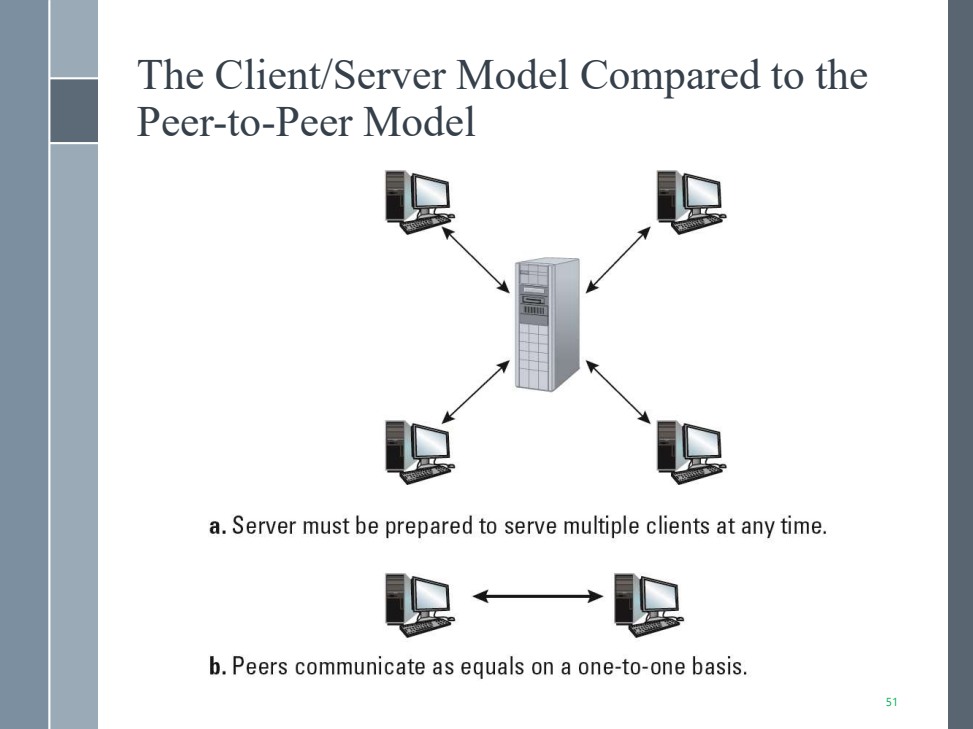 The Client/Server Model Compared to the
Peer-to-Peer Model
a. Server must be prepared to serve multiple clients at any time.
b. Peers communicate as equals on a one-to-one basis.
51